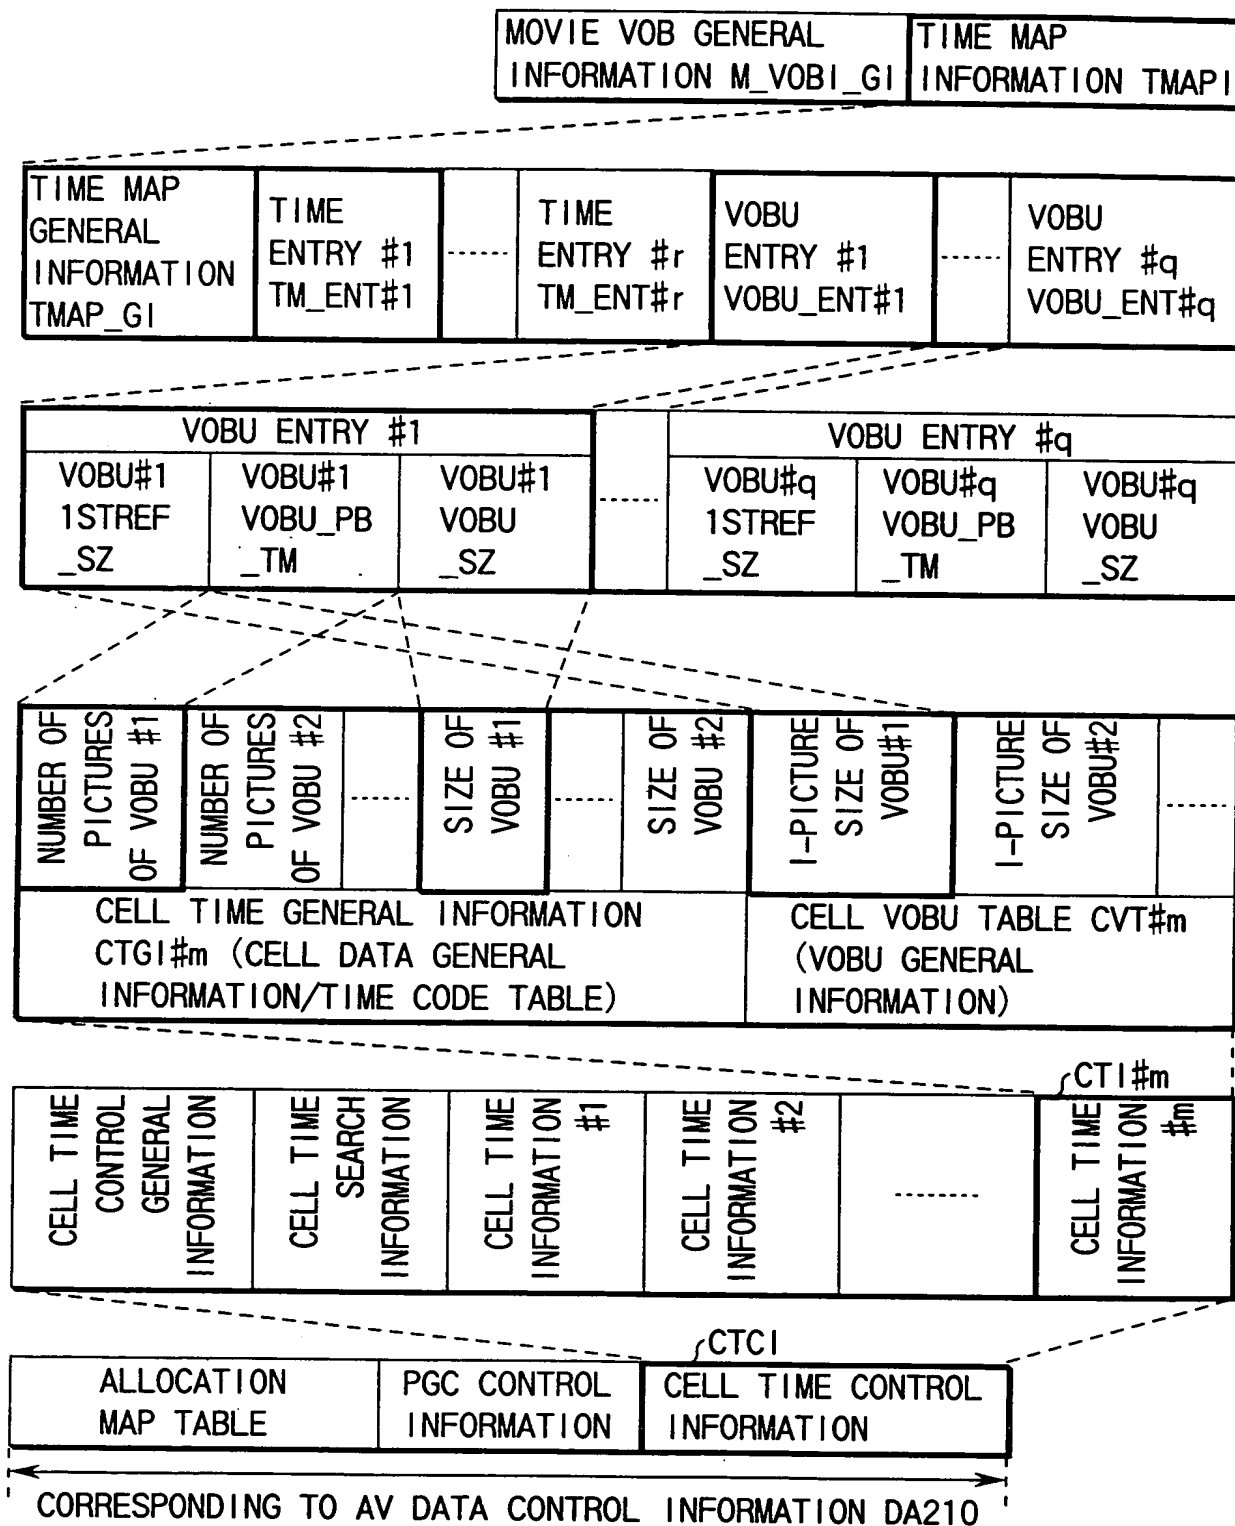 MOVIE VOB GENERAL
INFORMATION M_VOBI_GI
TIME MAP
INFORMATION TMAPI
TIME MAP
GENERAL
INFORMATION
TMAP_GI
TIME
ENTRY #1
TM_ENT#1
........
TIME
ENTRY #r
TM_ENT#r
VOBU
ENTRY #1
VOBU_ENT#1
........
VOBU
ENTRY #q
VOBU_ENT#q
VOBU ENTRY #1
VOBU#1
1STREF
_SZ
VOBU#1
VOBU_PB
_TM
VOBU#1
VOBU
_SZ
........
VOBU ENTRY #q
VOBU#q
1STREF
_SZ
VOBU#q
VOBU_PB
_TM
VOBU#q
VOBU
_SZ
NUMBER OF
PICTURES
OF VOBU #1
NUMBER OF
PICTURES
OF VOBU #2
........
SIZE OF
VOBU #1
........
SIZE OF
VOBU #2
I-PICTURE
SIZE OF
VOBU#1
I-PICTURE
SIZE OF
VOBU#2
........
CELL TIME GENERAL INFORMATION
CTGI#m (CELL DATA GENERAL
INFORMATION/TIME CODE TABLE)
CELL VOBU TABLE CVT#m
(VOBU GENERAL
INFORMATION)
CTI#m
CELL TIME
CONTROL
GENERAL
INFORMATION
CELL TIME
SEARCH
INFORMATION
CELL TIME
INFORMATION
#1
CELL TIME
INFORMATION
#2
........
CELL TIME
INFORMATION
#m
CTCI
ALLOCATION
MAP TABLE
PGC CONTROL
INFORMATION
CELL TIME CONTROL
INFORMATION
CORRESPONDING TO AV DATA CONTROL INFORMATION DA210